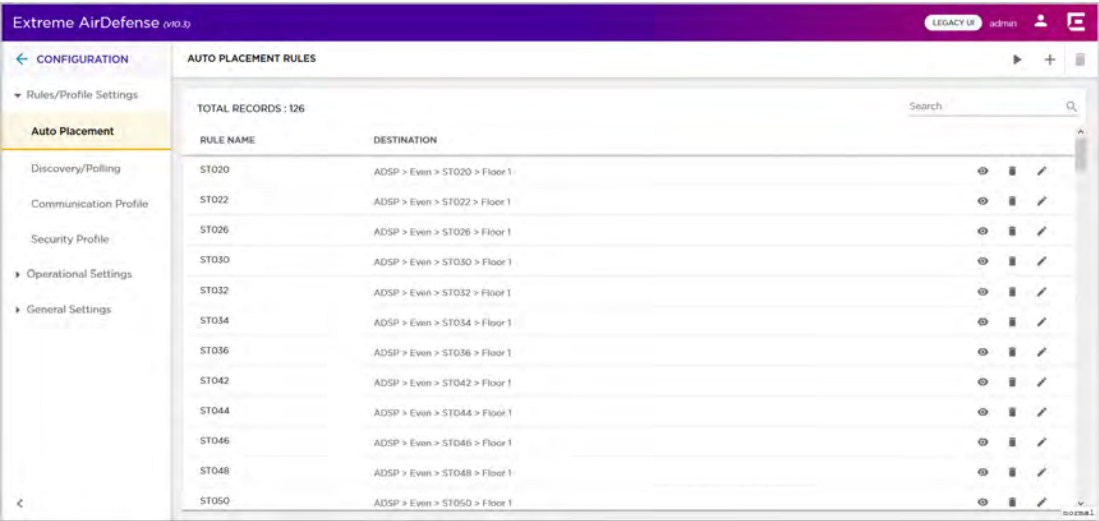 Extreme AirDefense (v10.3)
LEGACY UI
admin
CONFIGURATION
AUTO PLACEMENT RULES
Rules/Profile Settings
Auto Placement
Discovery/Polling
Communication Profile
Security Profile
Operational Settings
General Settings
TOTAL RECORDS : 126
Search
RULE NAME DESTINATION
ST020 ADSP > Even > ST020 > Floor 1
ST022 ADSP > Even > ST022 > Floor 1
ST026 ADSP > Even > ST026 > Floor 1
ST030 ADSP > Even > ST030 > Floor 1
ST032 ADSP > Even > ST032 > Floor 1
ST034 ADSP > Even > ST034 > Floor 1
ST036 ADSP > Even > ST036 > Floor 1
ST042 ADSP > Even > ST042 > Floor 1
ST044 ADSP > Even > ST044 > Floor 1
ST046 ADSP > Even > ST046 > Floor 1
ST048 ADSP > Even > ST048 > Floor 1
ST050 ADSP > Even > ST050 > Floor 1
normal